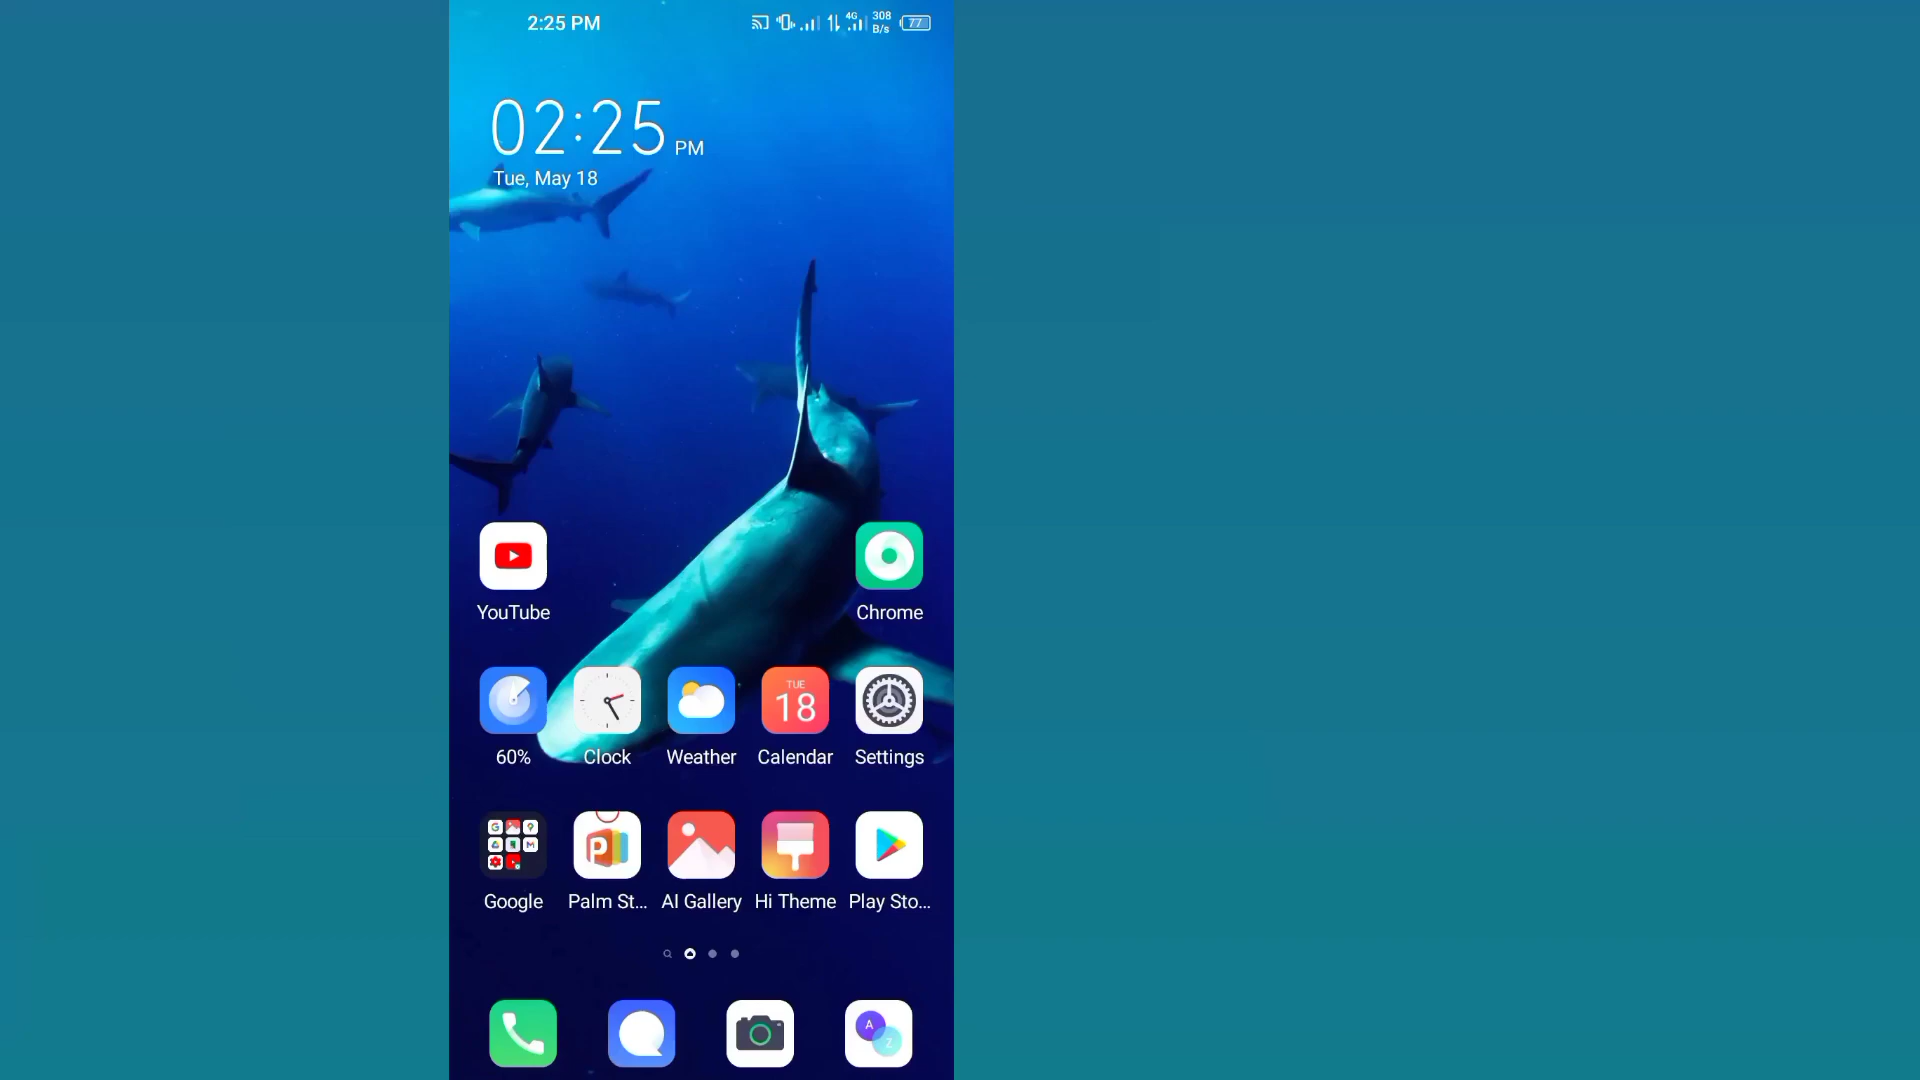 2:25 PM
4G
308
B/s
77
02:25 PM
Tue, May 18
YouTube
Chrome
TUE
18
60%
Clock
Weather
Calendar
Settings
P
Google
Palm St...
AI Gallery
Hi Theme
Play Sto...
A
Z